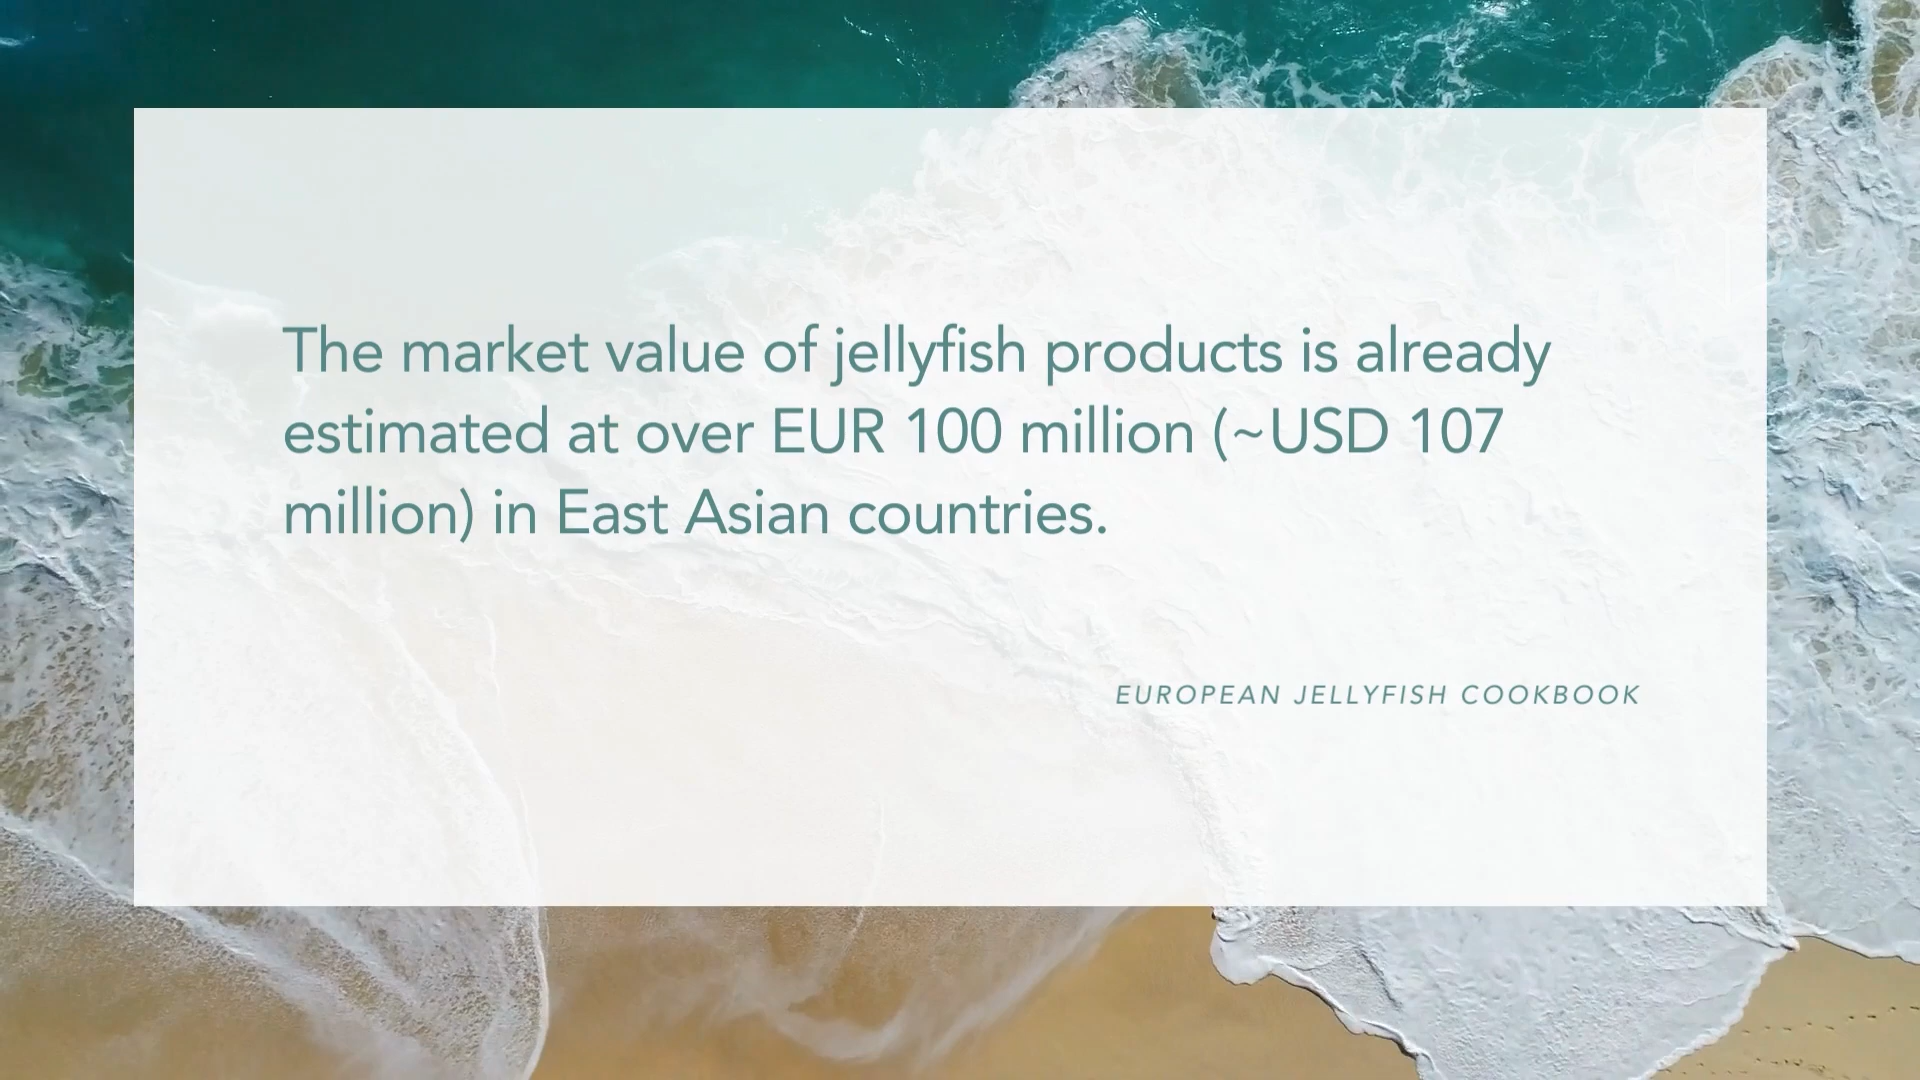 The market value of jellyfish products is already
estimated at over EUR 100 million (~USD 107
million) in East Asian countries.
EUROPEAN JELLYFISH COOKBOOK